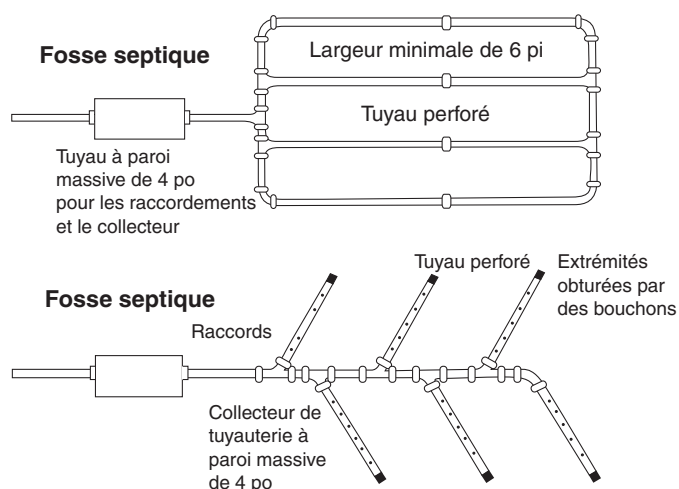 Fosse septique
Largeur minimale de 6 pi
Tuyau perforé
Tuyau à paroi
massive de 4 po
pour les raccordements
et le collecteur
Tuyau perforé
Extrémités
obturées par
des bouchons
Fosse septique
Raccords
Collecteur de
tuyauterie à
paroi massive
de 4 po